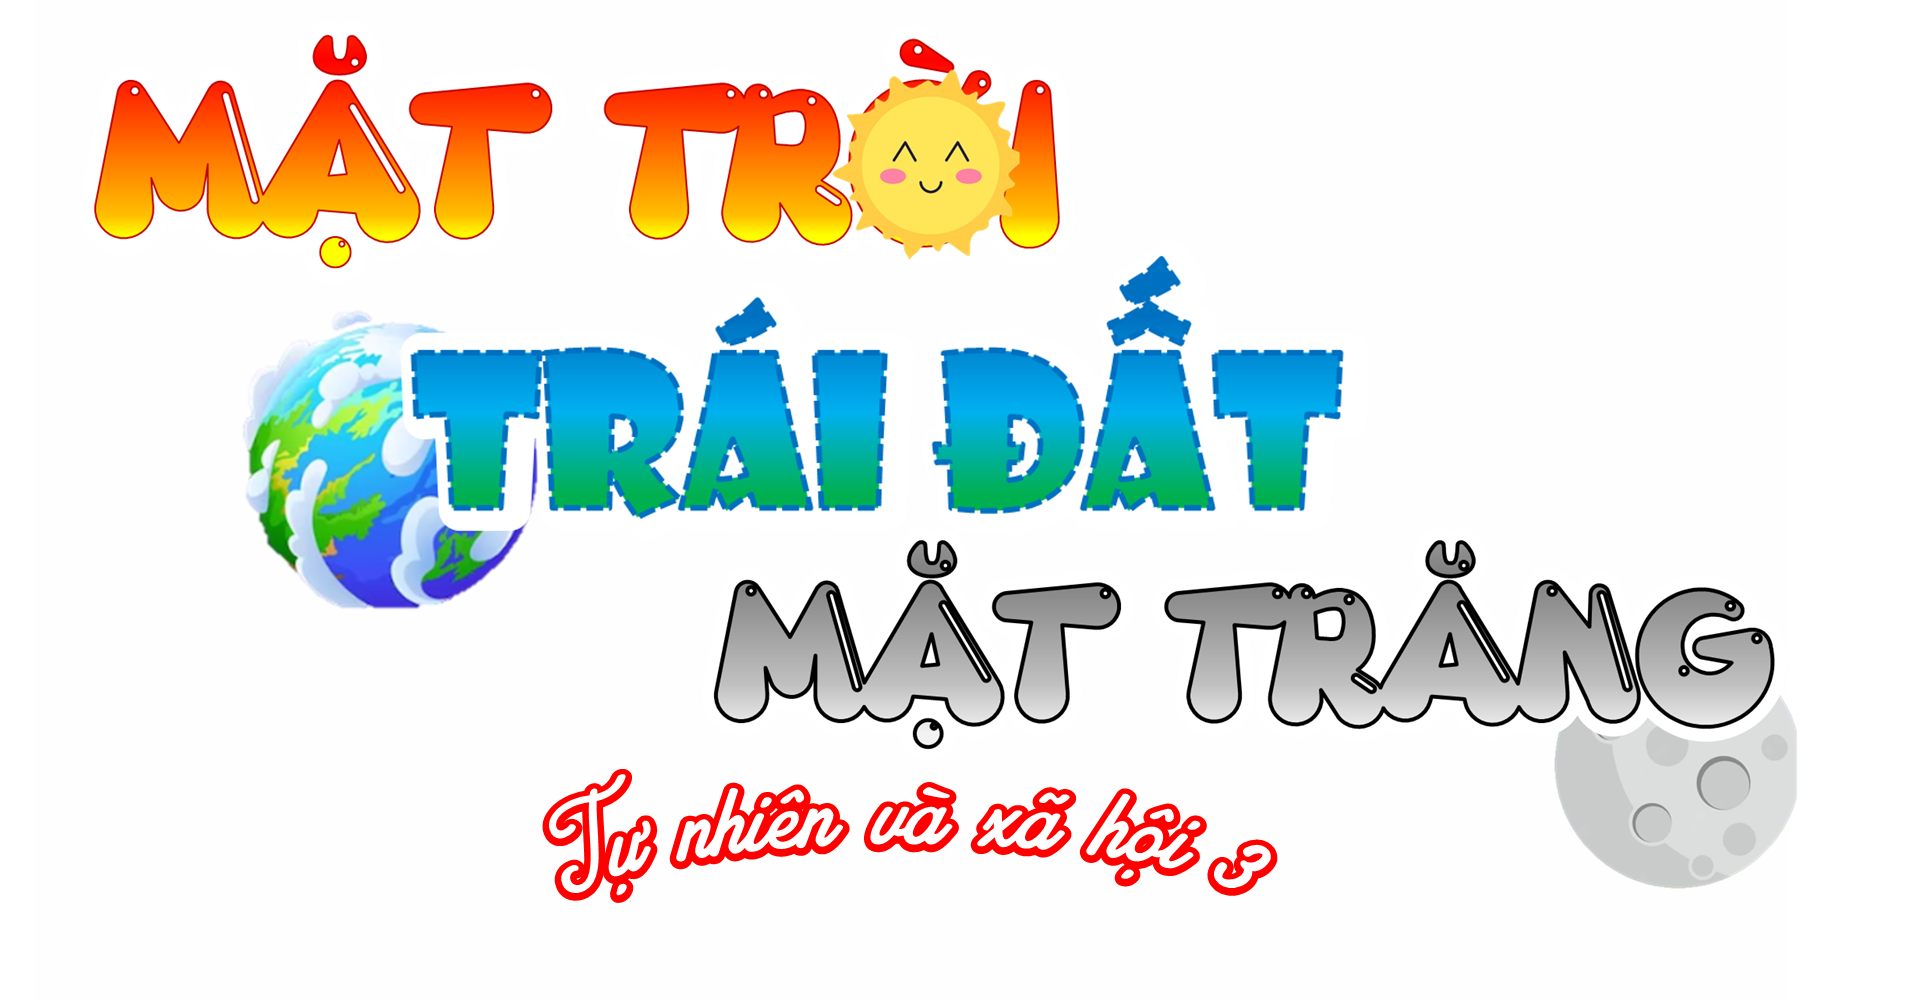 MẶT TRỜI
TRÁI ĐẤT
MẶT TRĂNG
Tự nhiên và xã hội 3